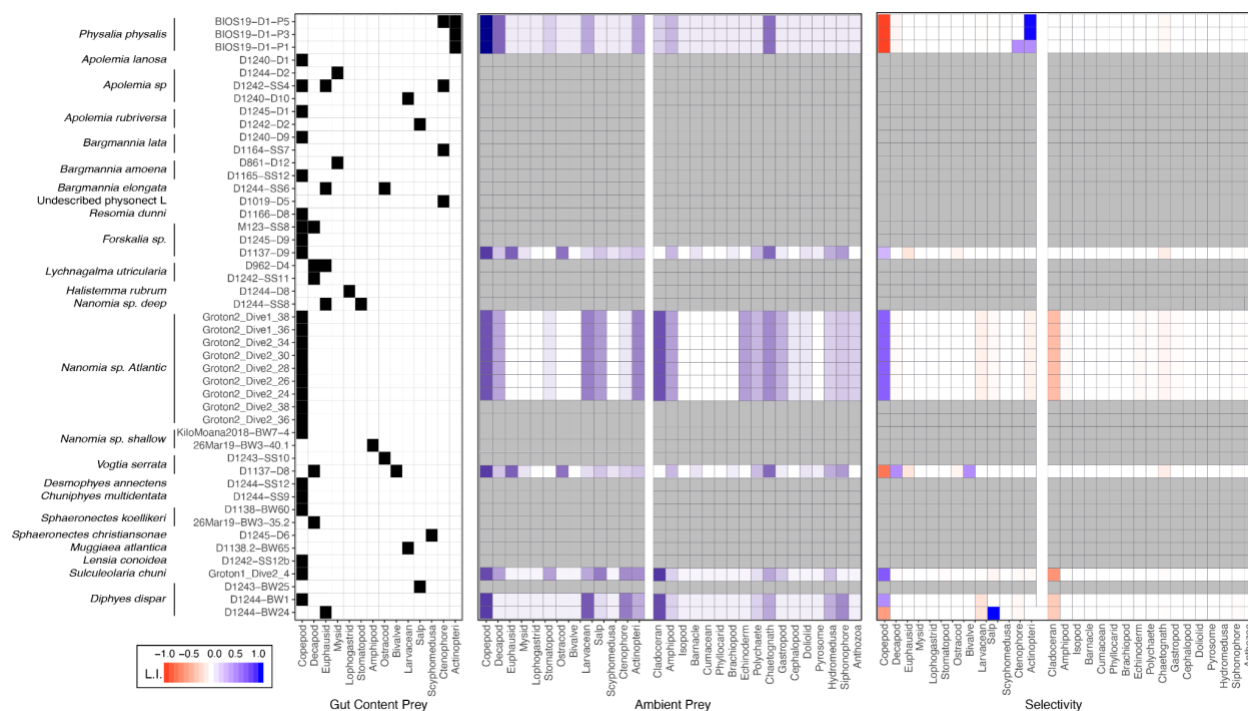 Physalia physalis
Apolemia lanosa
Apolemia sp
Apolemia rubriversa
Bargmannia lata
Bargmannia amoena
Bargmannia elongata
Undescribed physonect L
Resomia dunni
Forskalia sp.
Lychnagalma utricularia
Halistemma rubrum
Nanomia sp. deep
Nanomia sp. Atlantic
Nanomia sp. shallow
Vogtia serrata
Desmophyes annectens
Chuniphyes multidentata
Sphaeronectes koellikeri
Sphaeronectes christiansonae
Muggiaea atlantica
Lensia conoidea
Sulculeolaria chuni
Diphyes dispar
BIOS19-D1-P5
BIOS19-D1-P3
BIOS19-D1-P1
D1240-D1
D1244-D2
D1242-SS4
D1240-D10
D1245-D1
D1242-D2
D1240-D9
D1164-SS7
D861-D12
D1165-SS12
D1244-SS6
D1019-D5
D1166-D8
M123-SS8
D1245-D9
D1137-D9
D962-D4
D1242-SS11
D1244-D8
D1244-SS8
Groton2_Dive1_38
Groton2_Dive1_36
Groton2_Dive2_34
Groton2_Dive2_30
Groton2_Dive2_28
Groton2_Dive2_26
Groton2_Dive2_24
Groton2_Dive2_38
Groton2_Dive2_36
KiloMoana2018-BW7-4
26Mar19-BW3-40.1
D1243-SS10
D1137-D8
D1244-SS12
D1244-SS9
D1138-BW60
26Mar19-BW3-35.2
D1245-D6
D1138.2-BW65
D1242-SS12b
Groton1_Dive2_4
D1243-BW25
D1244-BW1
D1244-BW24
Copepod
Decapod
Euphausid
Mysid
Lophogastrid
Stomatopod
Amphipod
Ostracod
Bivalve
Larvacean
Salp
Scyphomedusa
Ctenophore
Actinopteri
Copepod
Decapod
Euphausid
Mysid
Lophogastrid
Stomatopod
Ostracod
Bivalve
Larvacean
Salp
Scyphomedusa
Ctenophore
Actinopteri
Cladoceran
Amphipod
Isopod
Barnacle
Cumacean
Phyllocarid
Brachiopod
Echinoderm
Polychaete
Chaetognath
Gastropod
Cephalopod
Doliolid
Pyrosome
Hydromedusa
Siphonophore
Anthozoa
Copepod
Decapod
Euphausid
Mysid
Lophogastrid
Stomatopod
Ostracod
Bivalve
Larvacean
Salp
Scyphomedusa
Ctenophore
Actinopteri
Cladoceran
Amphipod
Isopod
Barnacle
Cumacean
Phyllocarid
Brachiopod
Echinoderm
Polychaete
Chaetognath
Gastropod
Cephalopod
Doliolid
Pyrosome
Hydromedusa
Siphonophore
−1.0 −0.5 0.0 0.5 1.0
L.I.
Gut Content Prey
Ambient Prey
Selectivity